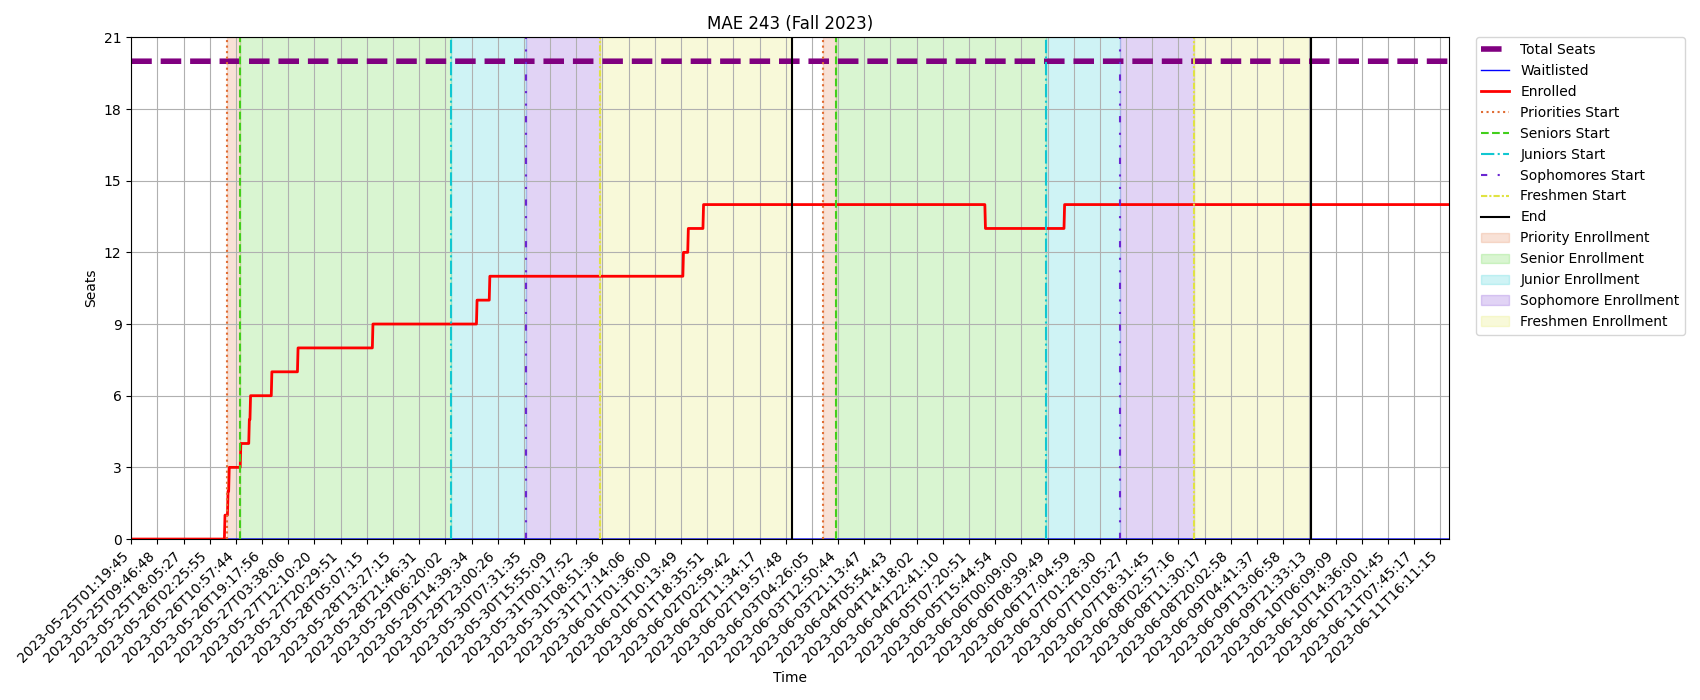 MAE 243 (Fall 2023)
21
18
15
12
9
6
3
0
Seats
2023-05-25T01:19:45
2023-05-25T09:46:48
2023-05-25T18:05:27
2023-05-26T02:25:55
2023-05-26T10:57:44
2023-05-26T19:17:56
2023-05-27T03:38:06
2023-05-27T12:10:20
2023-05-27T20:29:51
2023-05-28T05:07:15
2023-05-28T13:27:15
2023-05-28T21:46:31
2023-05-29T06:20:02
2023-05-29T14:39:34
2023-05-29T23:00:26
2023-05-30T07:31:35
2023-05-30T15:55:09
2023-05-31T00:17:52
2023-05-31T08:51:36
2023-05-31T17:14:06
2023-06-01T01:36:00
2023-06-01T10:13:49
2023-06-01T18:35:51
2023-06-02T02:59:42
2023-06-02T11:34:17
2023-06-02T19:57:48
2023-06-03T04:26:05
2023-06-03T12:50:44
2023-06-03T21:13:47
2023-06-04T05:54:43
2023-06-04T14:18:02
2023-06-04T22:41:10
2023-06-05T07:20:51
2023-06-05T15:44:54
2023-06-06T00:09:00
2023-06-06T08:39:49
2023-06-06T17:04:59
2023-06-07T01:28:30
2023-06-07T10:05:27
2023-06-07T18:31:45
2023-06-08T02:57:16
2023-06-08T11:30:17
2023-06-08T20:02:58
2023-06-09T04:41:37
2023-06-09T13:06:58
2023-06-09T21:33:13
2023-06-10T06:09:09
2023-06-10T14:36:00
2023-06-10T23:01:45
2023-06-11T07:45:17
2023-06-11T16:11:15
Time
Total Seats
Waitlisted
Enrolled
Priorities Start
Seniors Start
Juniors Start
Sophomores Start
Freshmen Start
End
Priority Enrollment
Senior Enrollment
Junior Enrollment
Sophomore Enrollment
Freshmen Enrollment